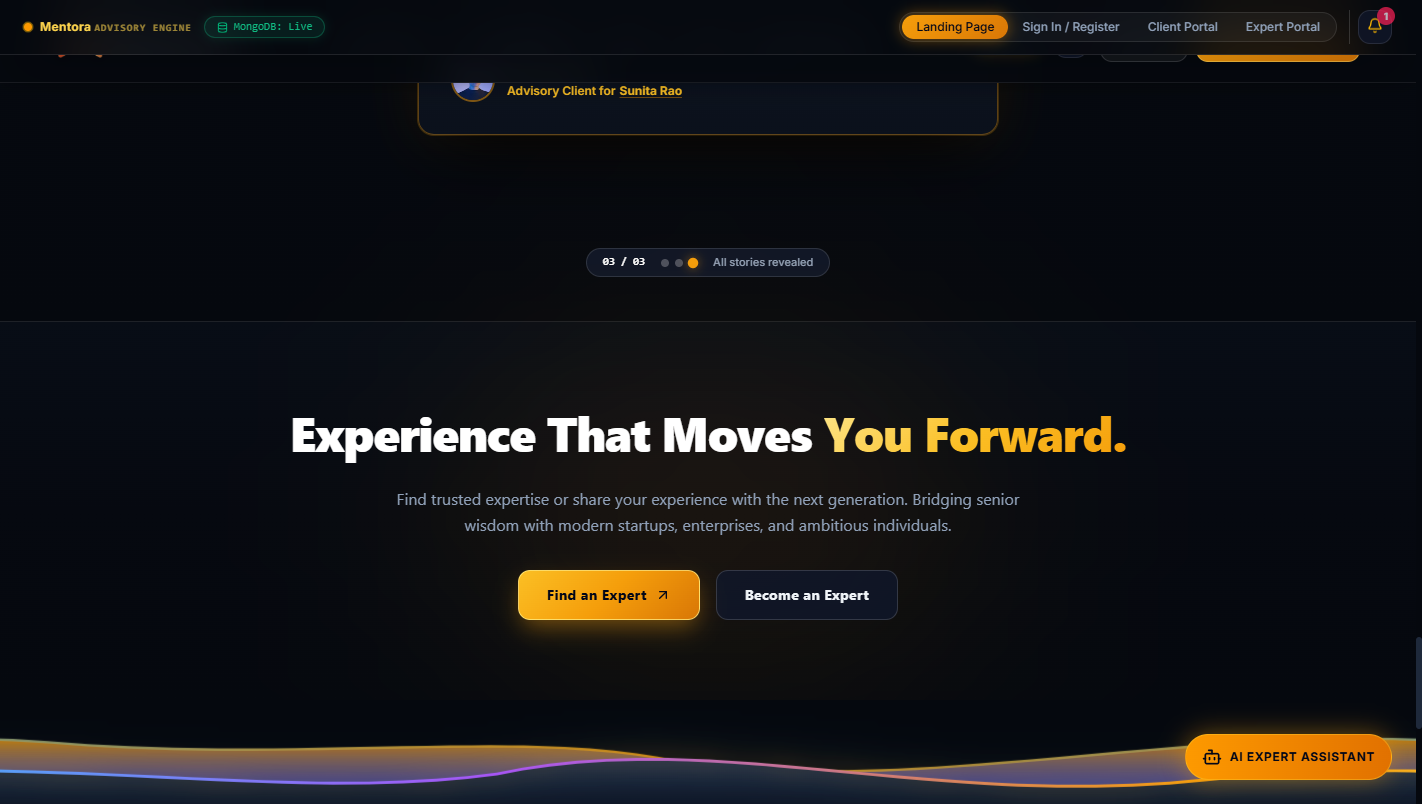 Mentora ADVISORY ENGINE MongoDB: Live Landing Page Sign In / Register Client Portal Expert Portal 1
Advisory Client for Sunita Rao
03 / 03 All stories revealed
Experience That Moves You Forward.
Find trusted expertise or share your experience with the next generation. Bridging senior
wisdom with modern startups, enterprises, and ambitious individuals.
Find an Expert Become an Expert
AI EXPERT ASSISTANT